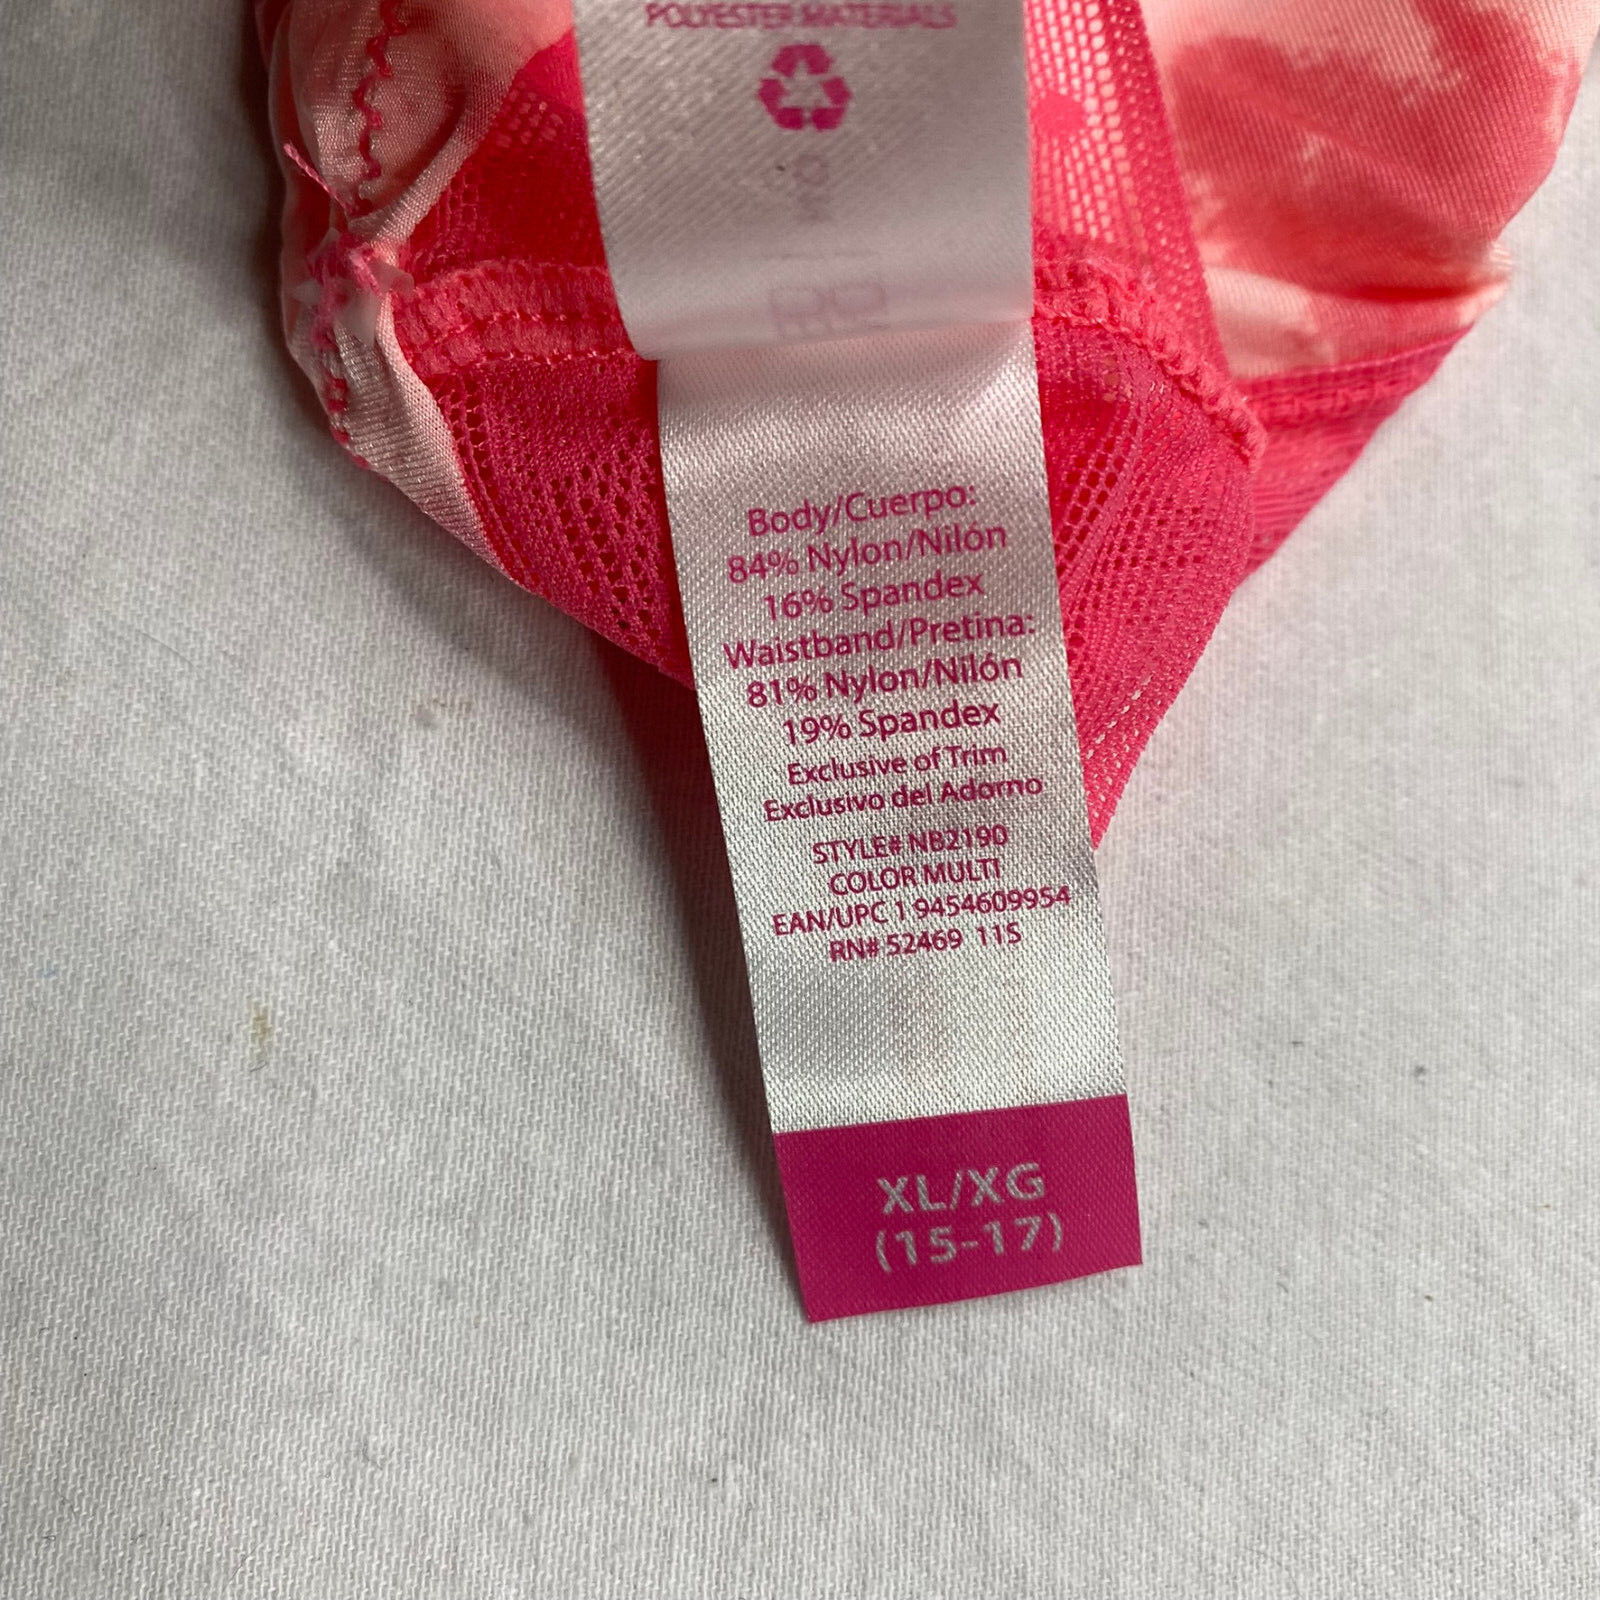 POLYESTER MATERIALS
Body/Cuerpo:
84% Nylon/Nilón
16% Spandex
Waistband/Pretina:
81% Nylon/Nilón
19% Spandex
Exclusive of Trim
Exclusivo del Adorno
STYLE# NB2190
COLOR MULTI
EAN/UPC 1 9454609954
RN# 52469 11S
XL/XG
(15-17)